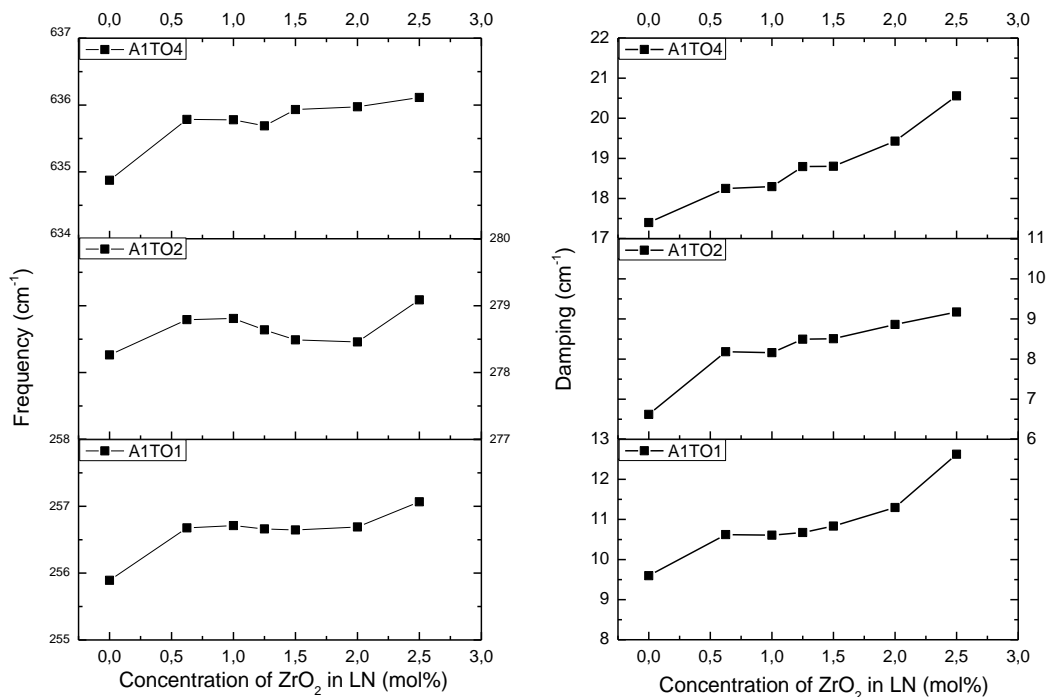 0,0 0,5 1,0 1,5 2,0 2,5 3,0
637
636
635
634
A1TO4
Frequency (cm-1)
A1TO2
280
279
278
277
258
257
256
255
A1TO1
0,0 0,5 1,0 1,5 2,0 2,5 3,0
Concentration of ZrO2 in LN (mol%)
0,0 0,5 1,0 1,5 2,0 2,5 3,0
22
21
20
19
18
17
A1TO4
Damping (cm-1)
A1TO2
11
10
9
8
7
6
13
12
11
10
9
8
A1TO1
0,0 0,5 1,0 1,5 2,0 2,5 3,0
Concentration of ZrO2 in LN (mol%)